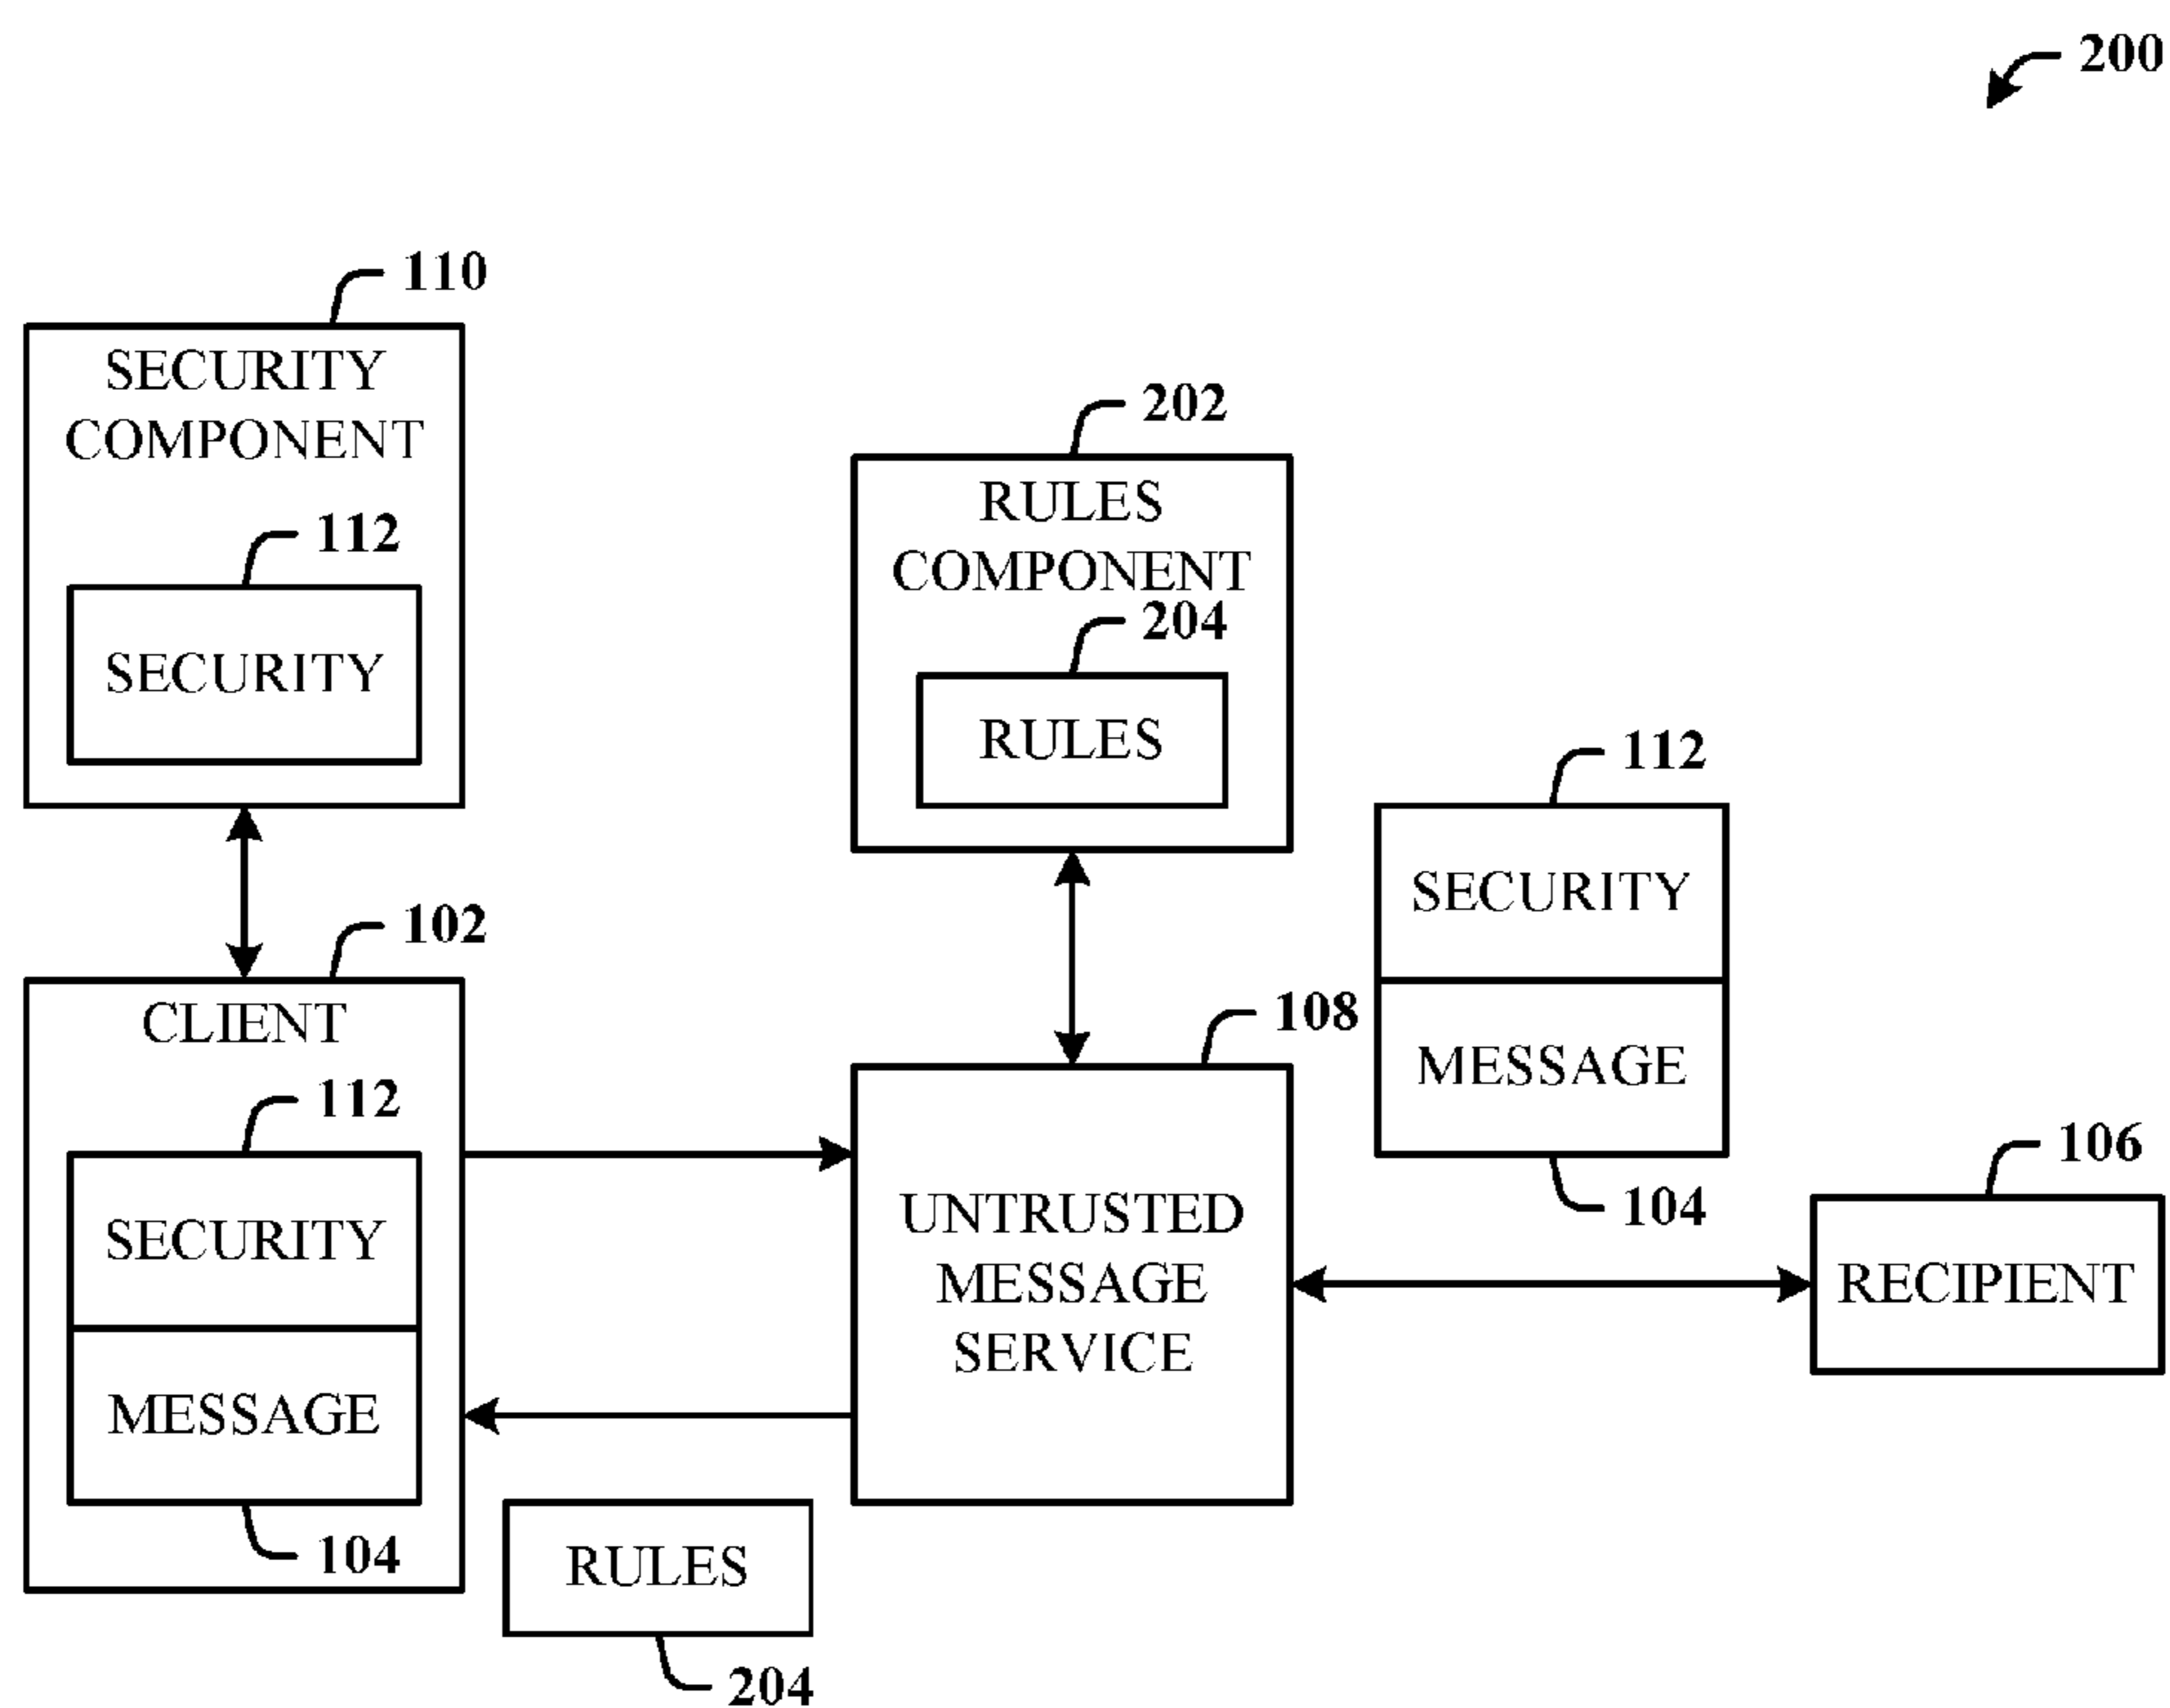 200
110
SECURITY
COMPONENT
112
SECURITY
202
RULES
COMPONENT
204
RULES
112
SECURITY
MESSAGE
104
102
CLIENT
112
SECURITY
MESSAGE
104
108
UNTRUSTED
MESSAGE
SERVICE
106
RECIPIENT
RULES
204